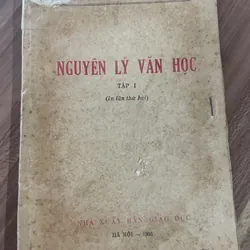 NGUYÊN LÝ VĂN HỌC
TẬP I
(In lần thứ hai)
NHÀ XUẤT BẢN GIÁO DỤC
HÀ NỘI